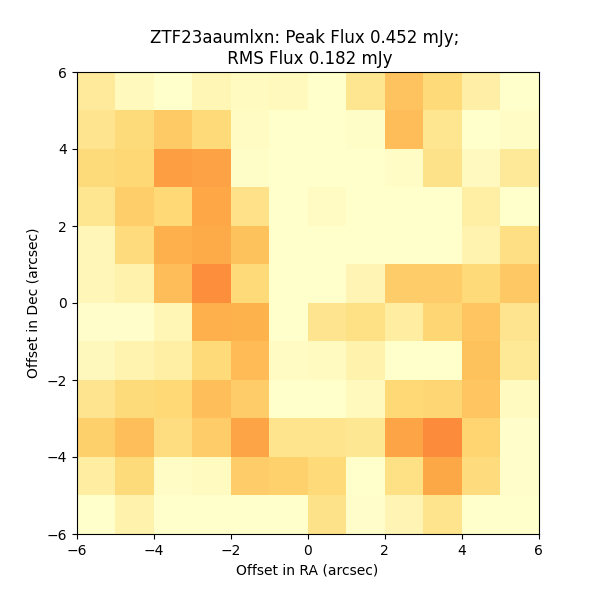 ZTF23aaumlxn: Peak Flux 0.452 mJy;
RMS Flux 0.182 mJy
6
4
2
0
−2
−4
−6
Offset in Dec (arcsec)
−6 −4 −2 0 2 4 6
Offset in RA (arcsec)